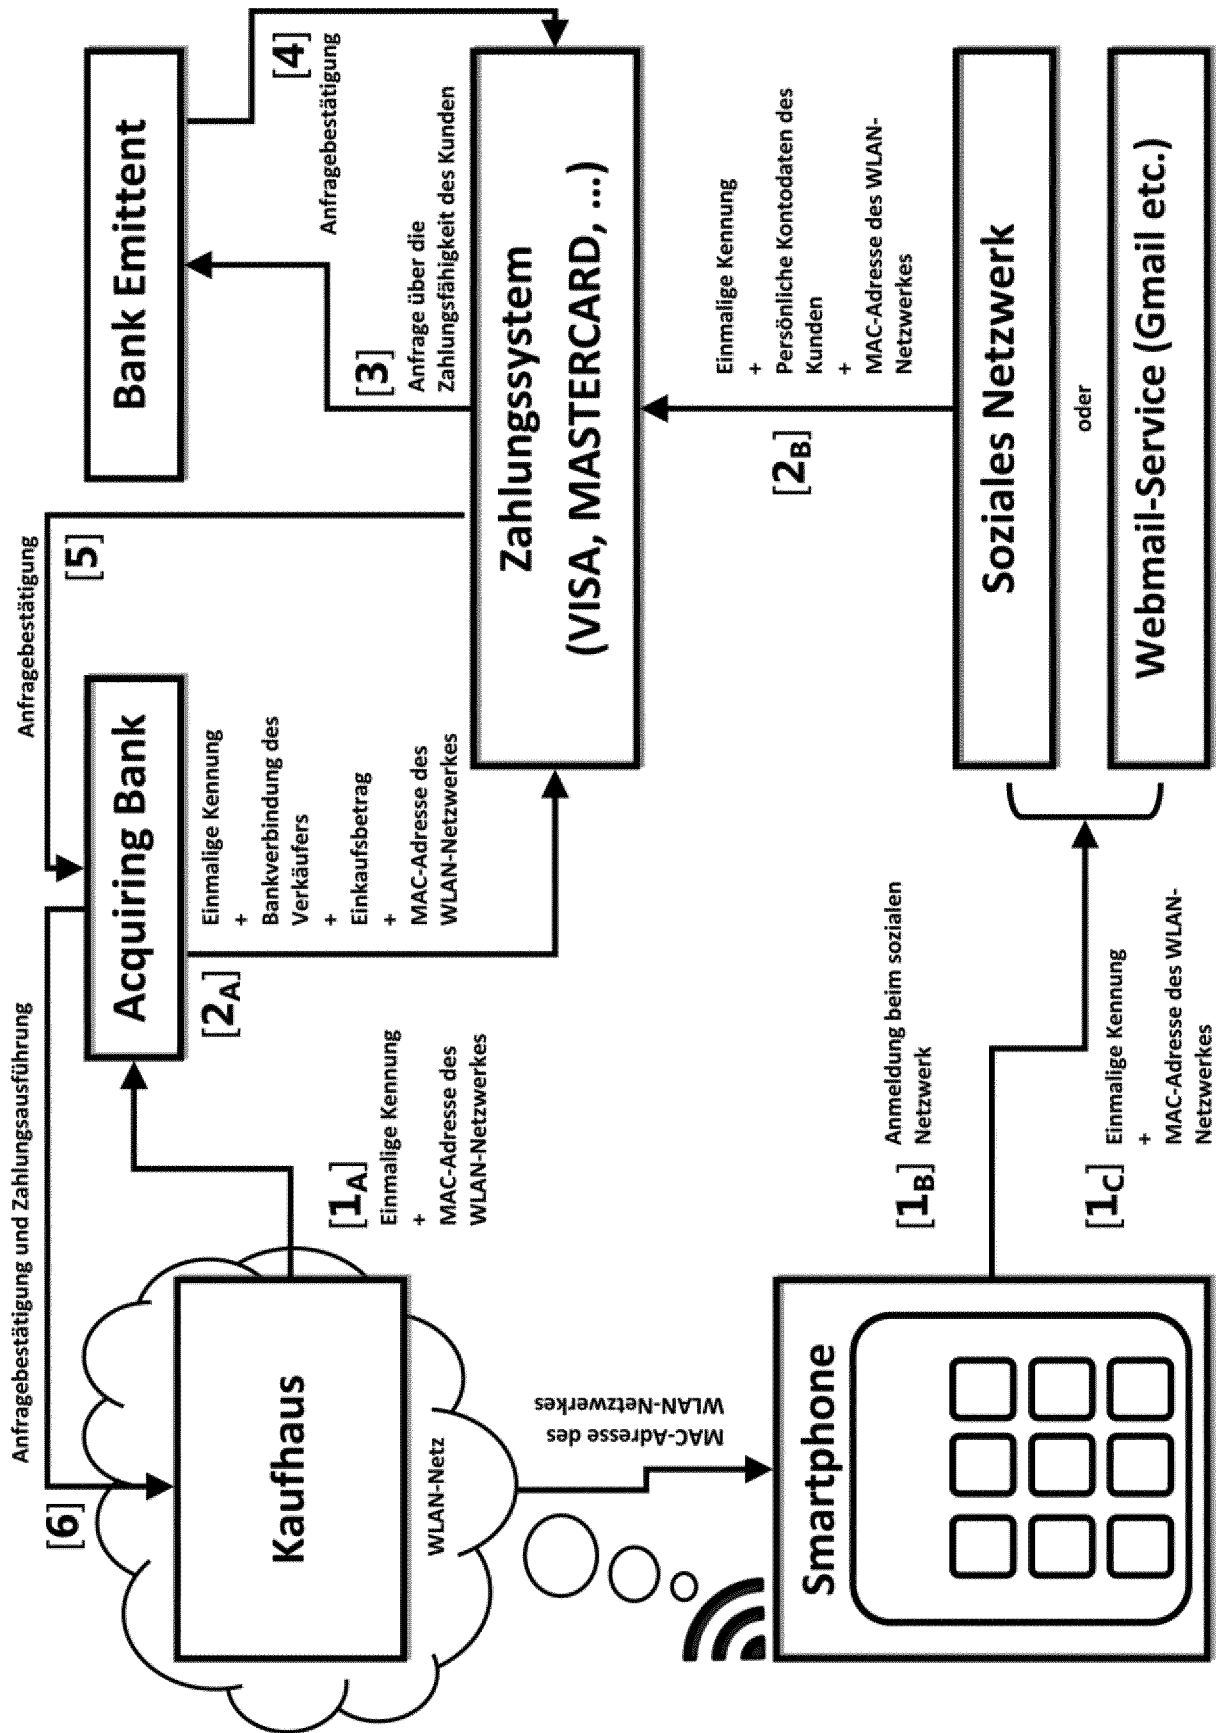 Anfragebestätigung und Zahlungsausführung
[6]
Kaufhaus
WLAN-Netz
Anfragebestätigung
[5]
Acquiring Bank
[1A]
Einmalige Kennung
+
MAC-Adresse des
WLAN-Netzwerkes
[2A]
Einmalige Kennung
+
Bankverbindung des
Verkäufers
+
Einkaufsbetrag
+
MAC-Adresse des
WLAN-Netzwerkes
Bank Emittent
[3]
Anfrage über die
Zahlungsfähigkeit des Kunden
[4]
Anfragebestätigung
Zahlungssystem
(VISA, MASTERCARD, ...)
MAC-Adresse des
WLAN-Netzwerkes
Smartphone
[1B]
Anmeldung beim sozialen
Netzwerk
[1C]
Einmalige Kennung
+
MAC-Adresse des WLAN-
Netzwerkes
[2B]
Einmalige Kennung
+
Persönliche Kontodaten des
Kunden
+
MAC-Adresse des WLAN-
Netzwerkes
Soziales Netzwerk
oder
Webmail-Service (Gmail etc.)